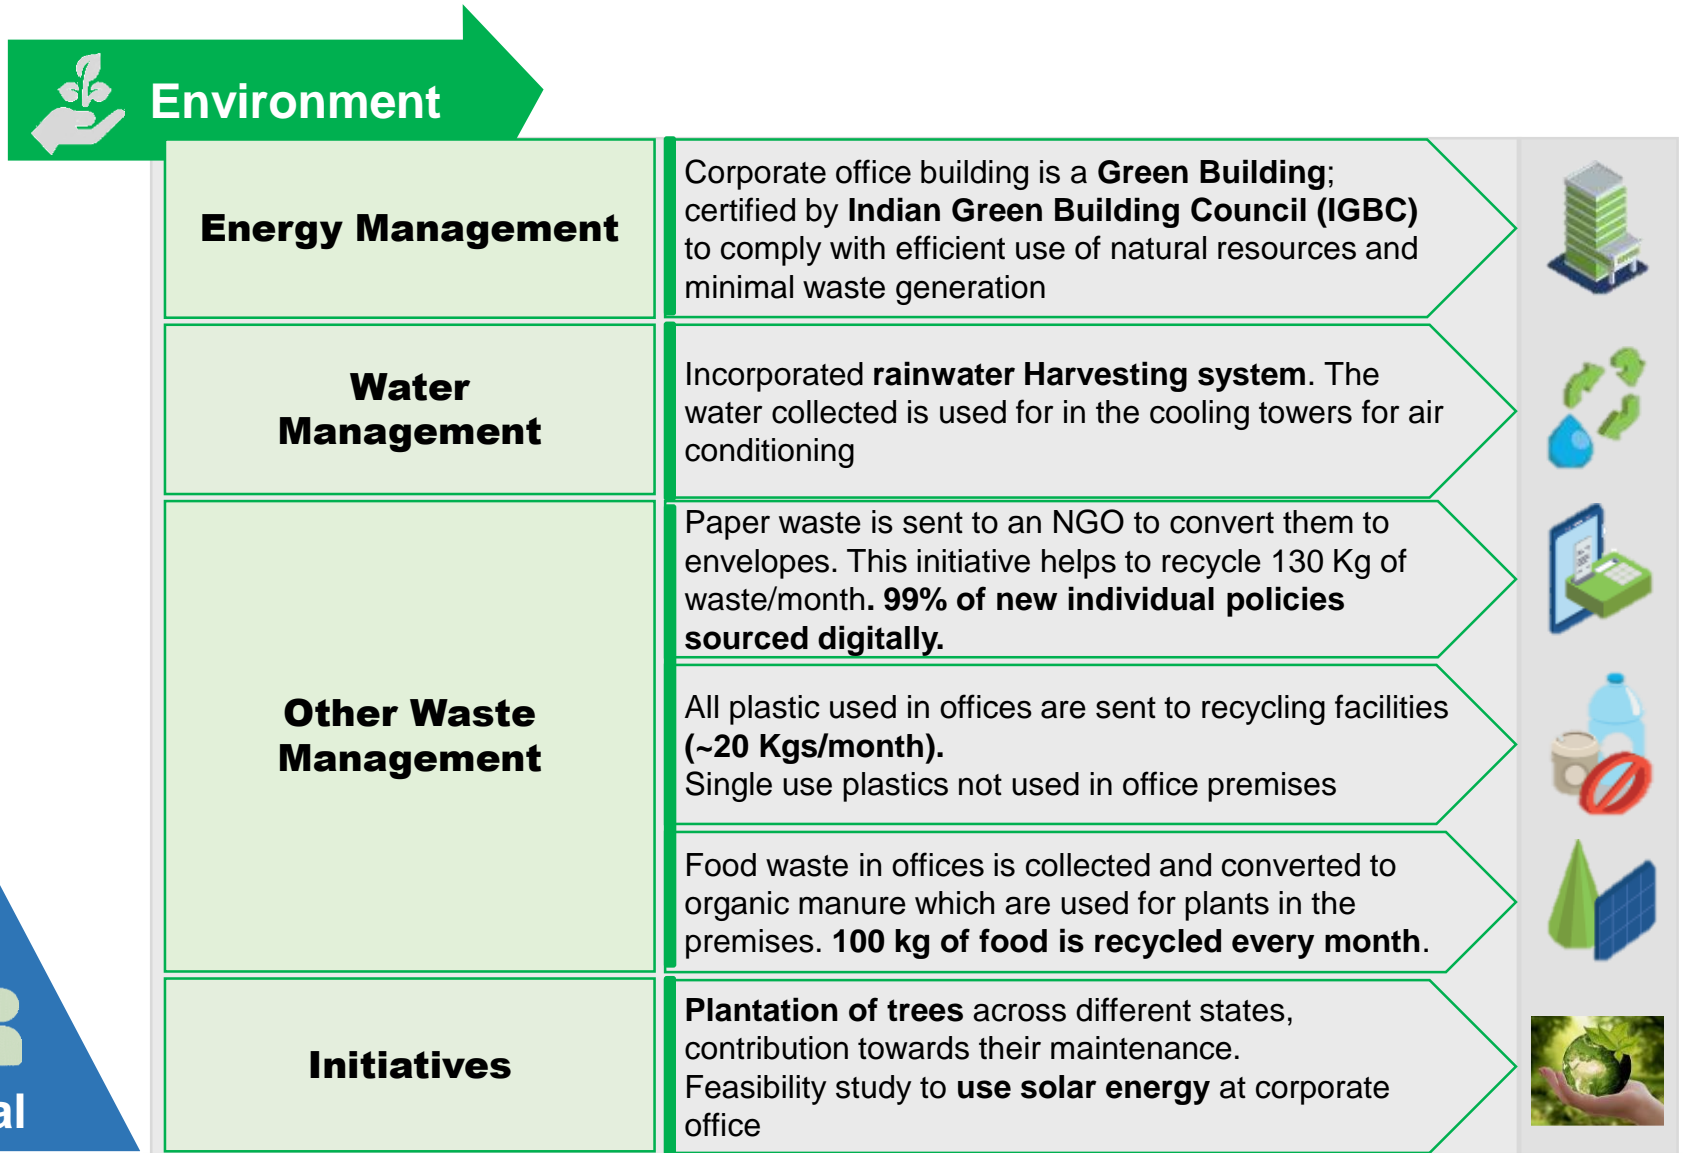 Environment
Energy Management
Corporate office building is a Green Building;
certified by Indian Green Building Council (IGBC)
to comply with efficient use of natural resources and
minimal waste generation
Water
Management
Incorporated rainwater Harvesting system. The
water collected is used for in the cooling towers for air
conditioning
Other Waste
Management
Paper waste is sent to an NGO to convert them to
envelopes. This initiative helps to recycle 130 Kg of
waste/month. 99% of new individual policies
sourced digitally.
All plastic used in offices are sent to recycling facilities
(~20 Kgs/month).
Single use plastics not used in office premises
Food waste in offices is collected and converted to
organic manure which are used for plants in the
premises. 100 kg of food is recycled every month.
Initiatives
Plantation of trees across different states,
contribution towards their maintenance.
Feasibility study to use solar energy at corporate
office
al